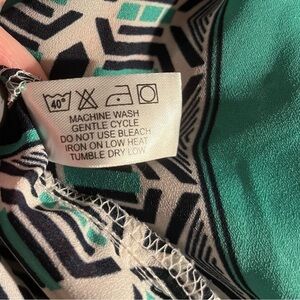 40°
MACHINE WASH
GENTLE CYCLE
DO NOT USE BLEACH
IRON ON LOW HEAT
TUMBLE DRY LOW